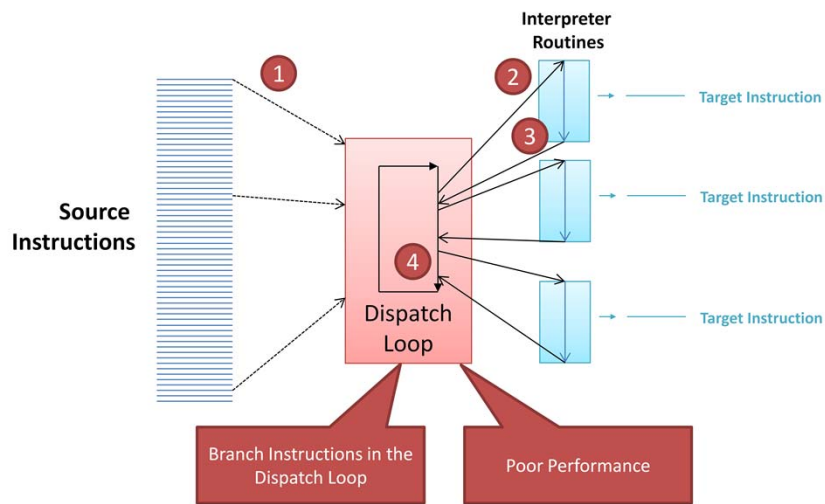 Interpreter
Routines
1
2
Target Instruction
3
Source
Instructions
Target Instruction
4
Dispatch
Loop
Target Instruction
Branch Instructions in the
Dispatch Loop
Poor Performance